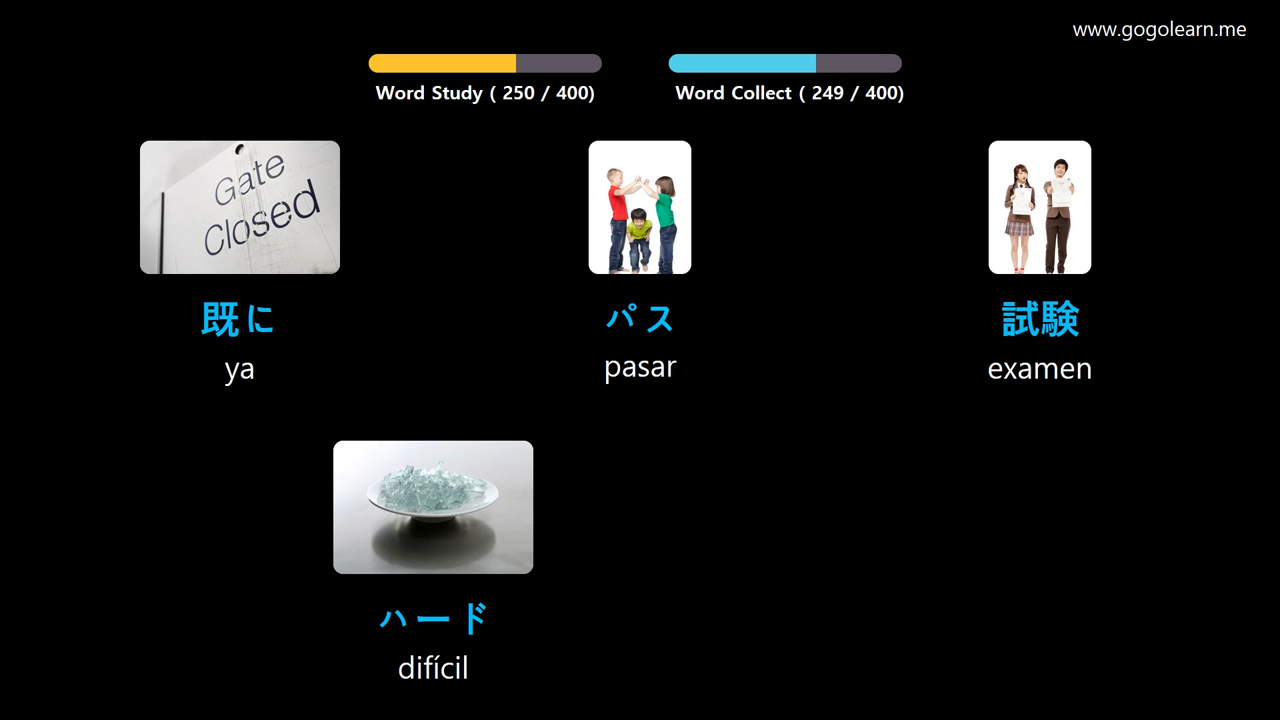 www.gogolearn.me
Word Study ( 250 / 400)
Word Collect ( 249 / 400)
Gate
Closed
既に
ya
パス
pasar
試験
examen
ハード
difícil